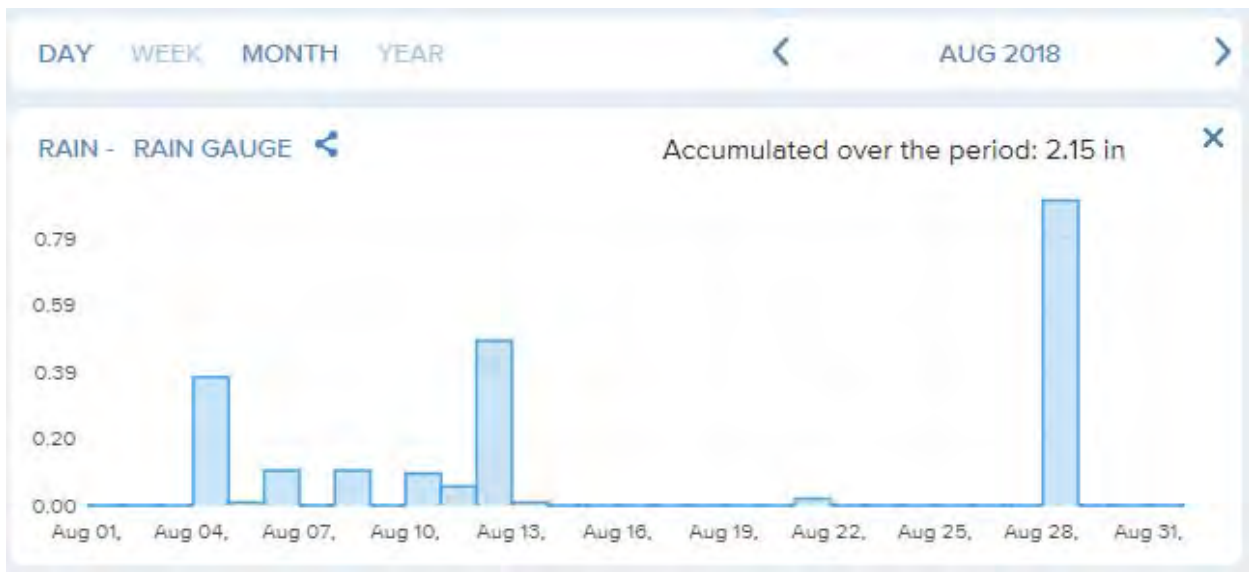 DAY WEEK MONTH YEAR AUG 2018
RAIN - RAIN GAUGE Accumulated over the period: 2.15 in
0.79
0.59
0.39
0.20
0.00
Aug 01, Aug 04, Aug 07, Aug 10, Aug 13, Aug 16, Aug 19, Aug 22, Aug 25, Aug 28, Aug 31,